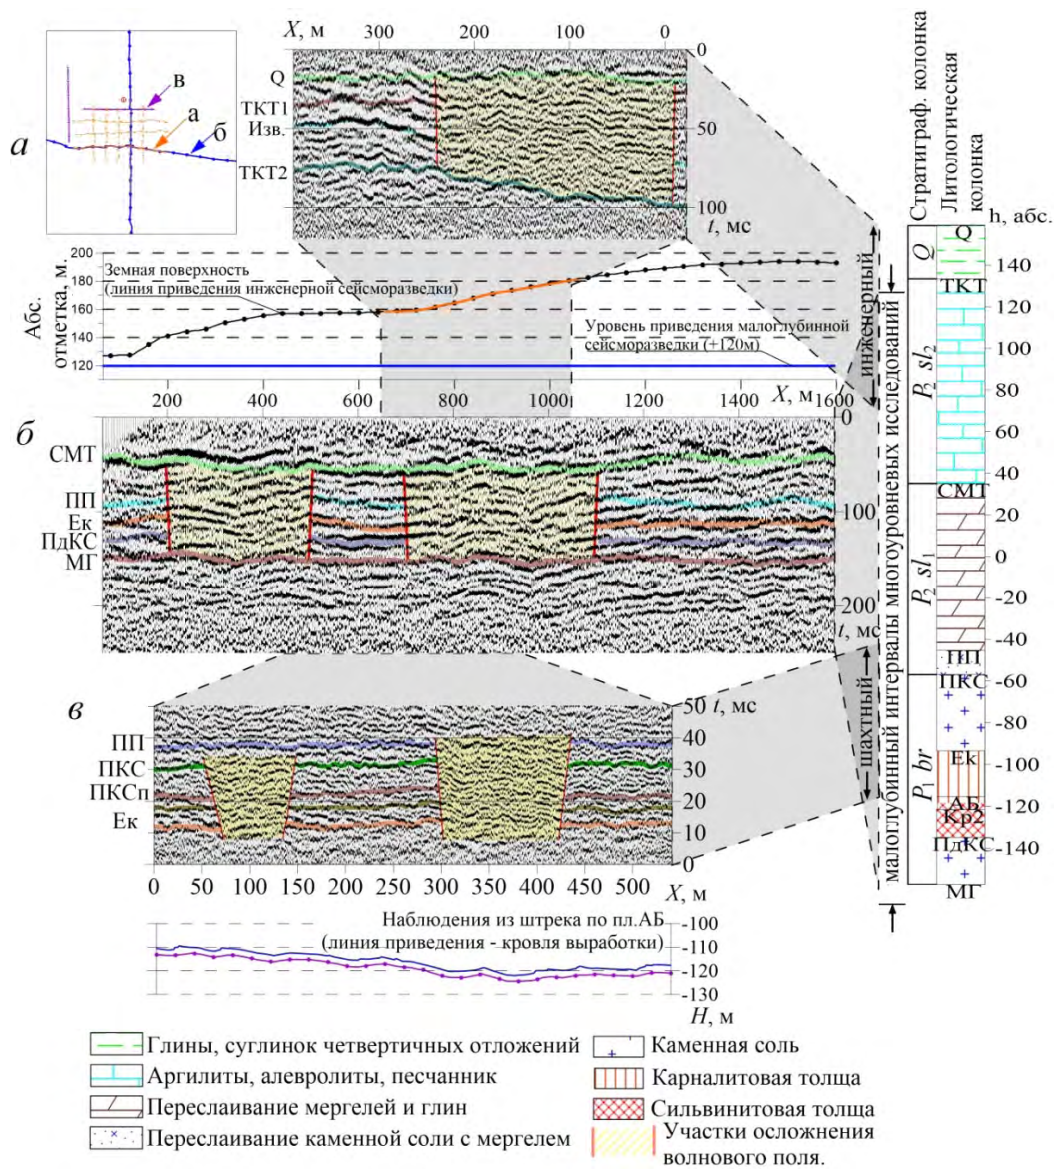 X, м
300
200
100
0
0
50
100
t, мс
Q
ТКТ1
Изв.
ТКТ2
а
в
а
б
Абс.
отметка, м.
200
180
160
140
120
Земная поверхность
(линия приведения инженерной сейсморазведки)
Уровень приведения малоглубинной
сейсморазведки (+120м)
200
400
600
800
1000
1200
1400
X, м
1600
б
СМТ
ПП
Ек
ПдКС
МГ
0
100
200
t, мс
в
ПП
ПКС
ПКСп
Ек
50 t, мс
40
30
20
10
0
0
50
100
150
200
250
300
350
400
450
500
X, м
Наблюдения из штрека по пл.АБ
(линия приведения - кровля выработки)
-100
-110
-120
-130
H, м
инженерный
шахтный
малоглубинный интервалы многоуровневых исследований
Стратиграф. колонка
Литологическая
колонка
h, абс.
Q
P2 sl2
P2 sl1
P1 br
Q
ТКТ
СМТ
ПП
ПКС
Ек
АБ
Кр2
ПдКС
МГ
140
120
100
80
60
40
20
0
-20
-40
-60
-80
-100
-120
-140
Глины, суглинок четвертичных отложений
Аргилиты, алевролиты, песчанник
Переслаивание мергелей и глин
Переслаивание каменной соли с мергелем
Каменная соль
Карналитовая толща
Сильвинитовая толща
Участки осложнения
волнового поля.